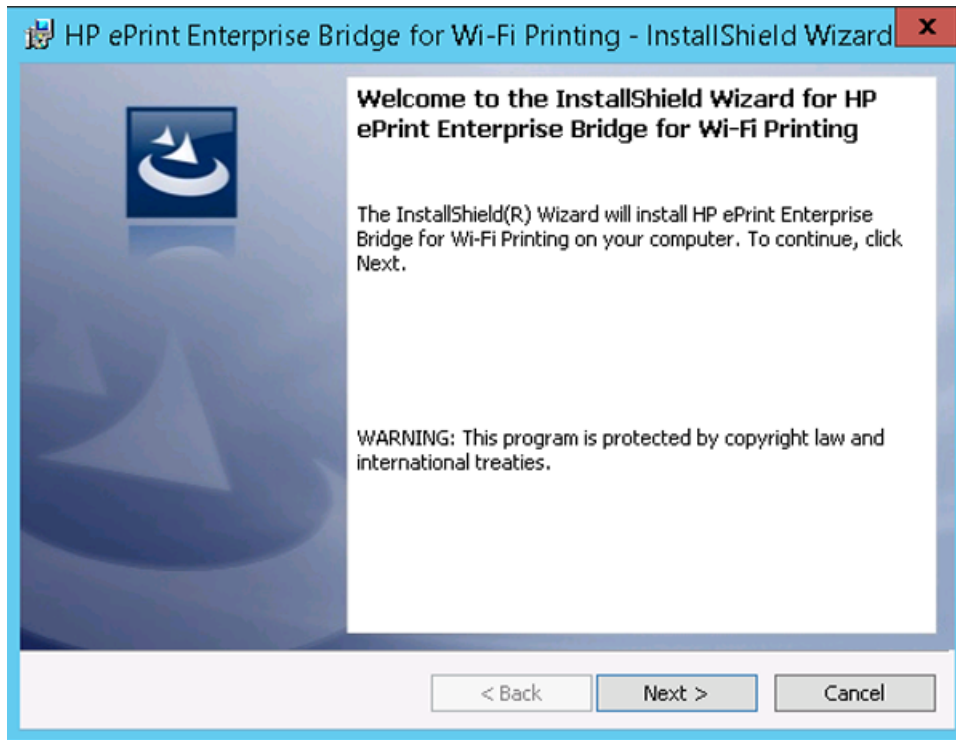 HP ePrint Enterprise Bridge for Wi-Fi Printing - InstallShield Wizard
x
Welcome to the InstallShield Wizard for HP
ePrint Enterprise Bridge for Wi-Fi Printing
The InstallShield(R) Wizard will install HP ePrint Enterprise
Bridge for Wi-Fi Printing on your computer. To continue, click
Next.
WARNING: This program is protected by copyright law and
international treaties.
< Back
Next >
Cancel